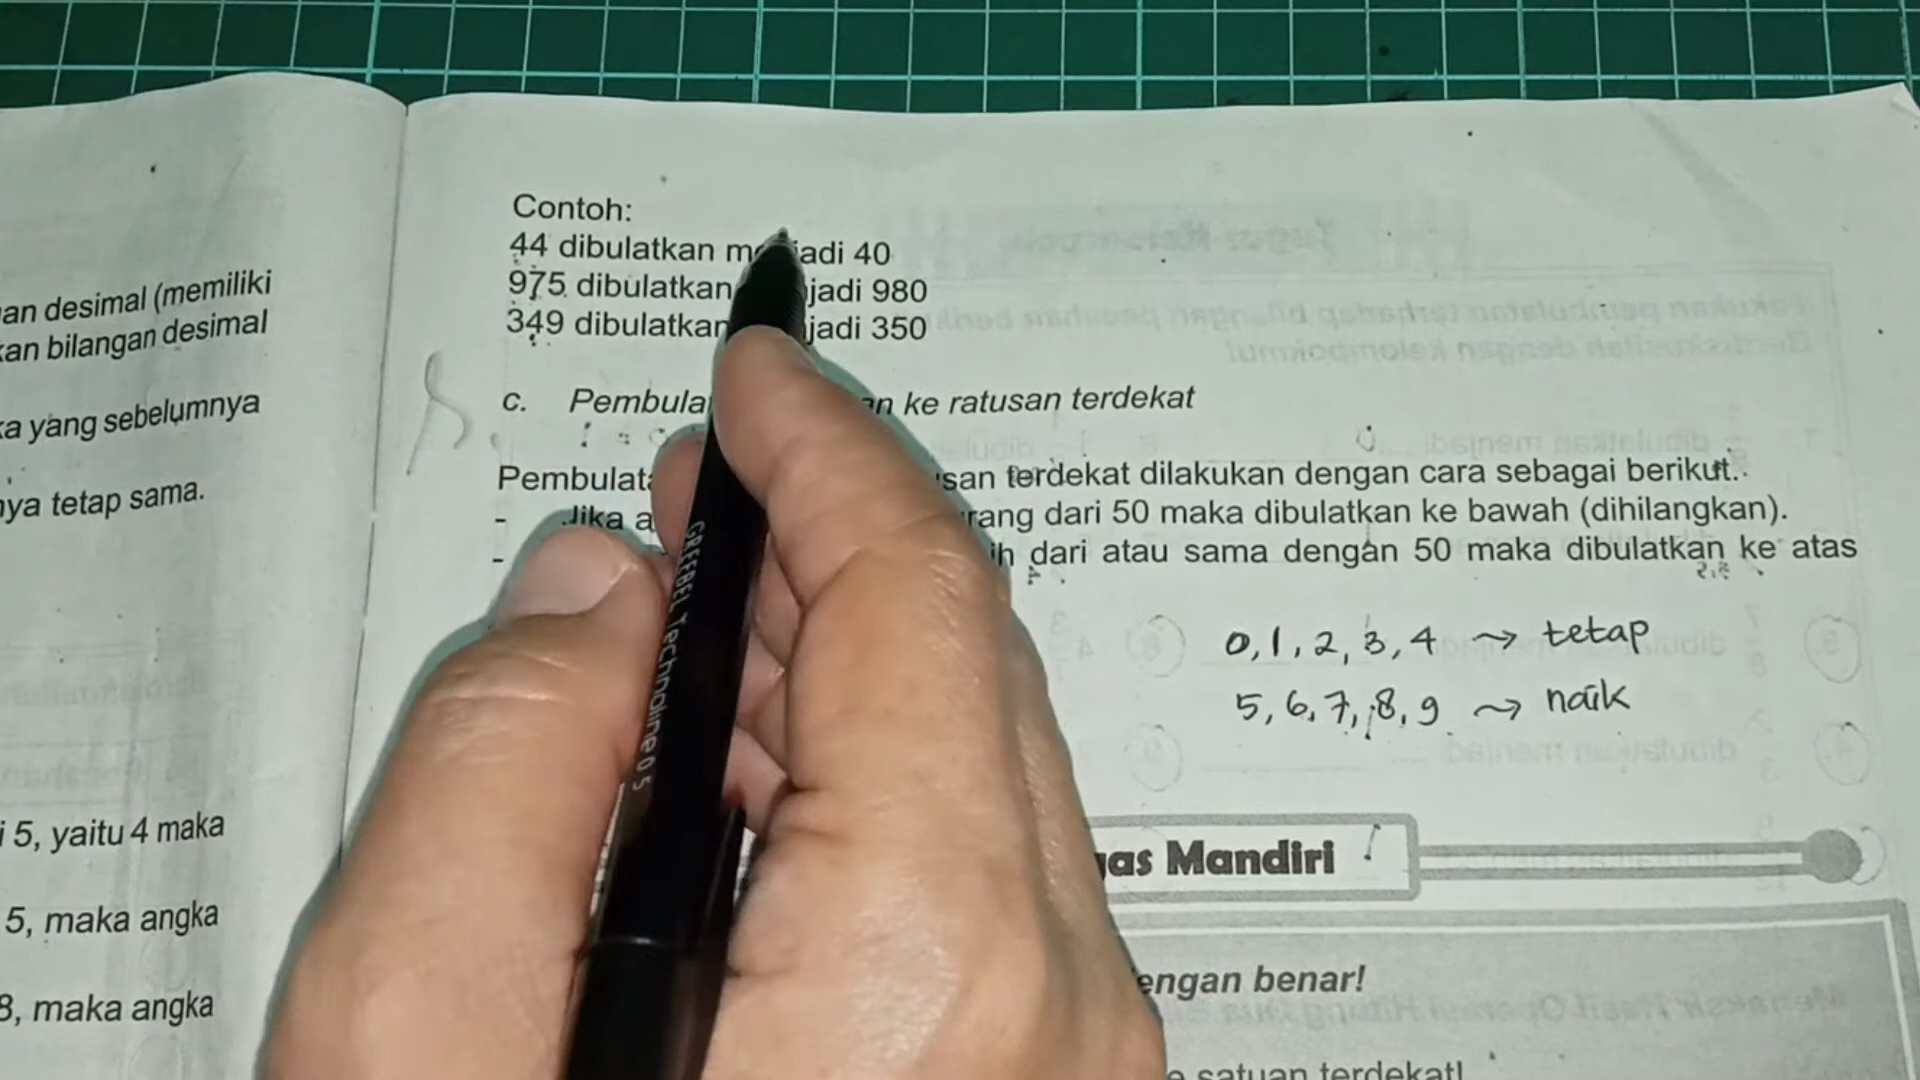 an desimal (memiliki
an bilangan desimal
a yang sebelumnya
ya tetap sama.
i 5, yaitu 4 maka
5, maka angka
8, maka angka
Contoh:
44 dibulatkan jadi 40
975 dibulatkan jadi 980
349 dibulatkan jadi 350
c. Pembula an ke ratusan terdekat
Pembulat san terdekat dilakukan dengan cara sebagai berikut.
- Jika a rang dari 50 maka dibulatkan ke bawah (dihilangkan).
- ih dari atau sama dengan 50 maka dibulatkan ke atas
0, 1, 2, 3, 4 → tetap
5, 6, 7, 8, 9 → naik
as Mandiri
engan benar!
satuan terdekat!
GREEBEL Technoline 0.5